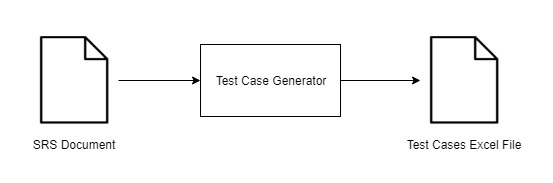 Test Case Generator
SRS Document
Test Cases Excel File